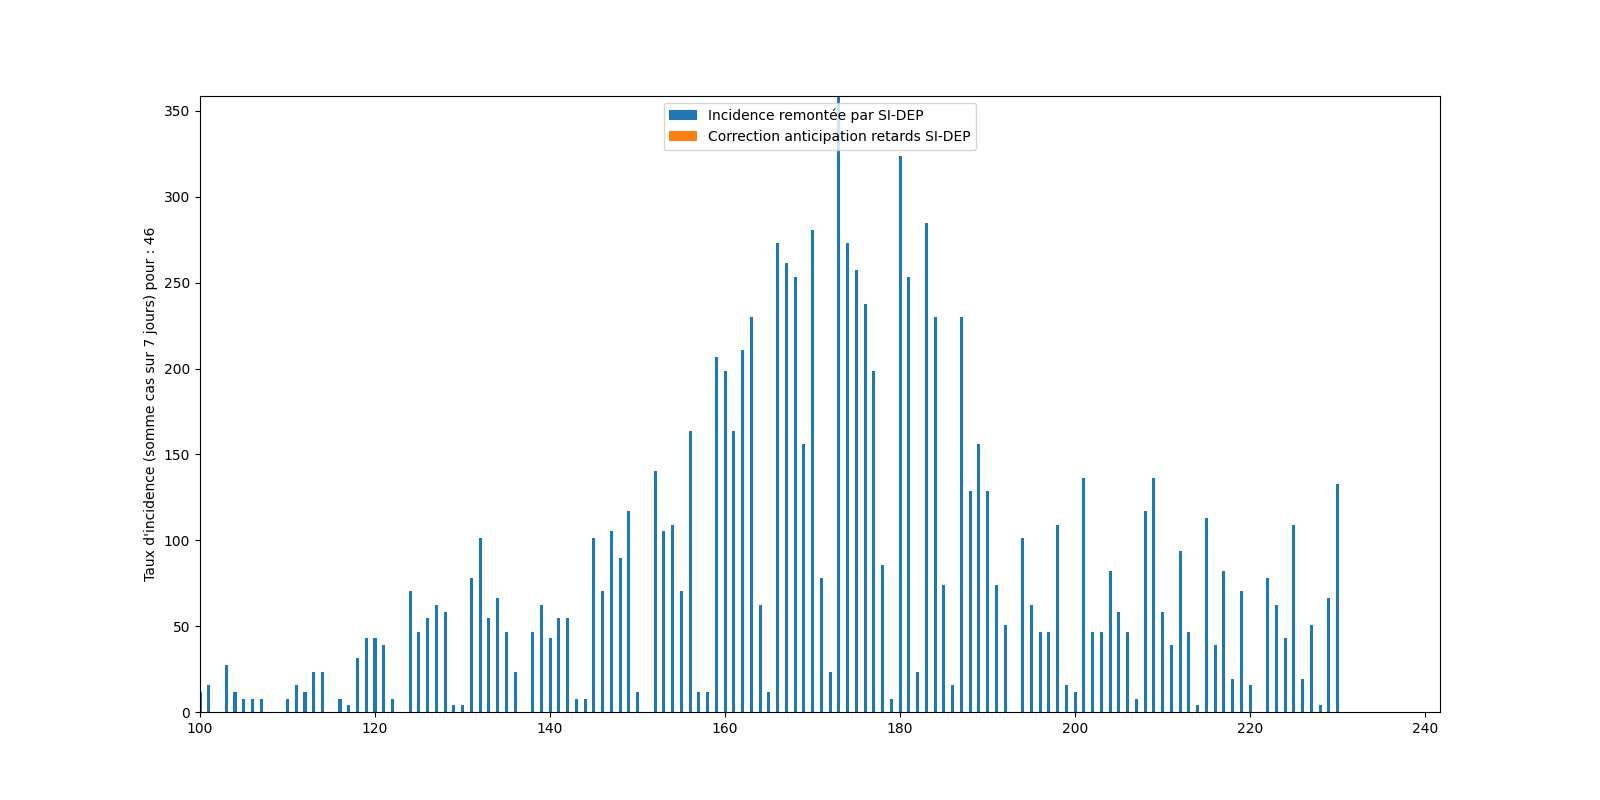 Incidence remontée par SI-DEP
Correction anticipation retards SI-DEP
Taux d'incidence (somme cas sur 7 jours) pour : 46
350
300
250
200
150
100
50
0
100 120 140 160 180 200 220 240